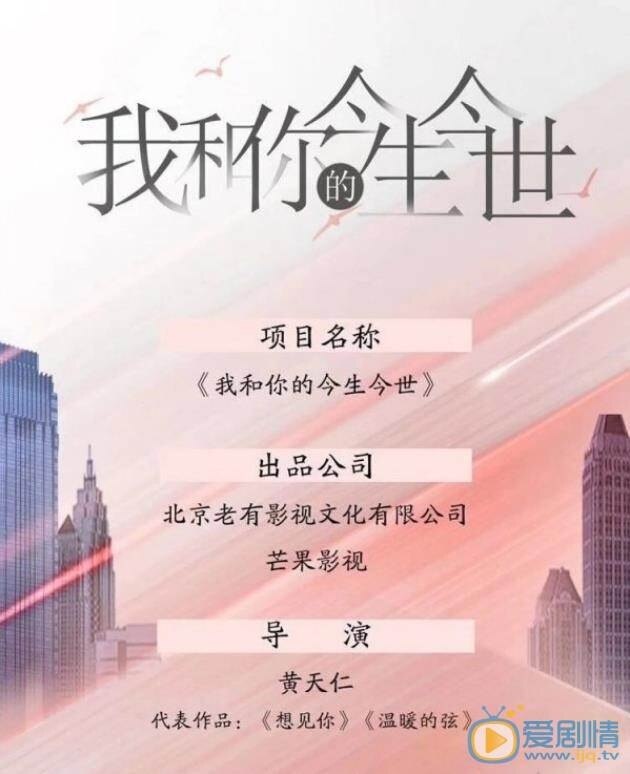 我和你的今生今世
项目名称
《我和你的今生今世》
出品公司
北京老有影视文化有限公司
芒果影视
导 演
黄天仁
代表作品：《想见你》《温暖的弦》
爱剧情
www.ijq.tv